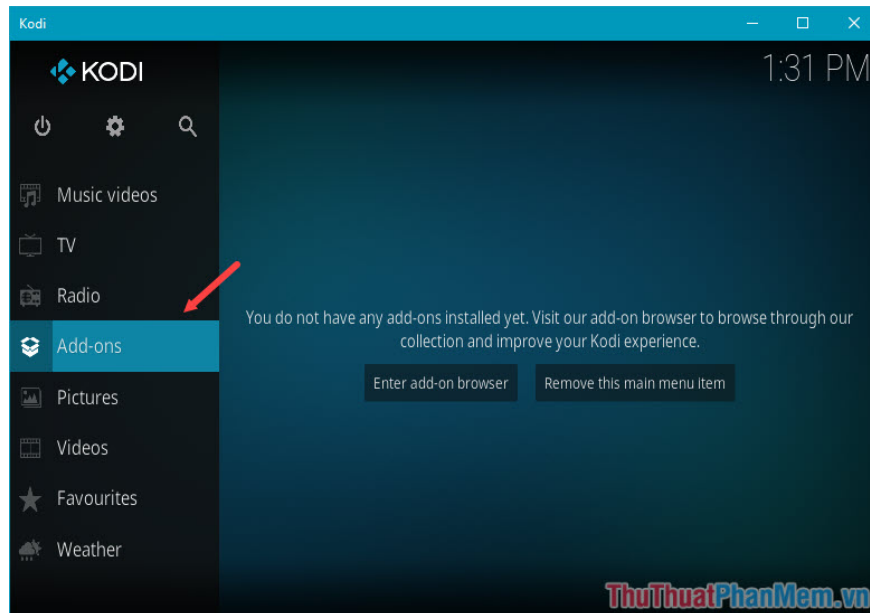 Kodi
KODI
1:31 PM
Music videos
TV
Radio
Add-ons
Pictures
Videos
Favourites
Weather
You do not have any add-ons installed yet. Visit our add-on browser to browse through our
collection and improve your Kodi experience.
Enter add-on browser
Remove this main menu item
ThuThuatPhanMem.vn